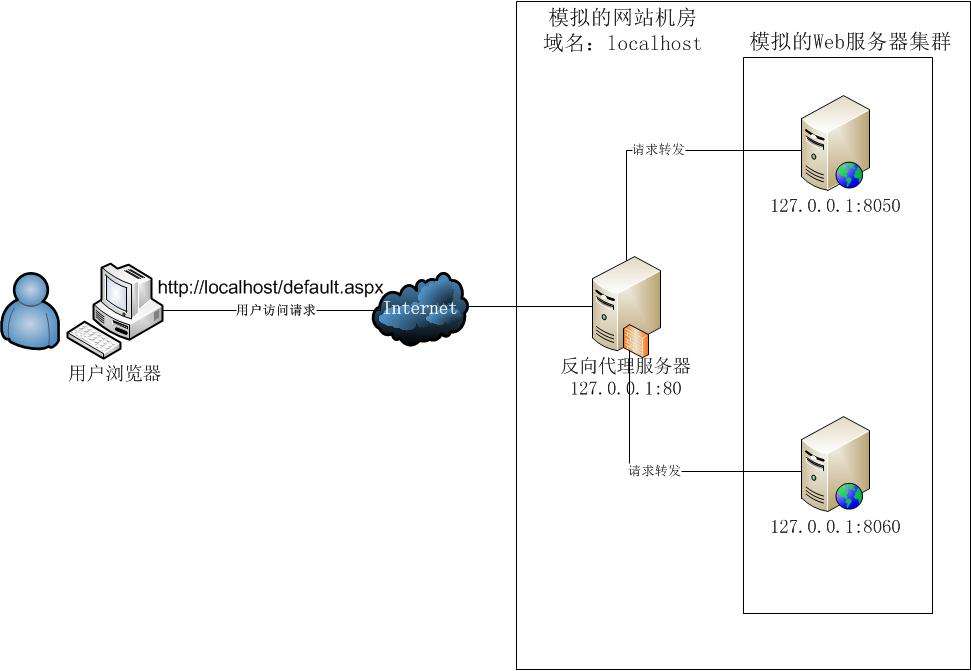 模拟的网站机房
域名：localhost
模拟的Web服务器集群
请求转发
127.0.0.1:8050
http://localhost/default.aspx
用户访问请求
Internet
用户浏览器
反向代理服务器
127.0.0.1:80
请求转发
127.0.0.1:8060